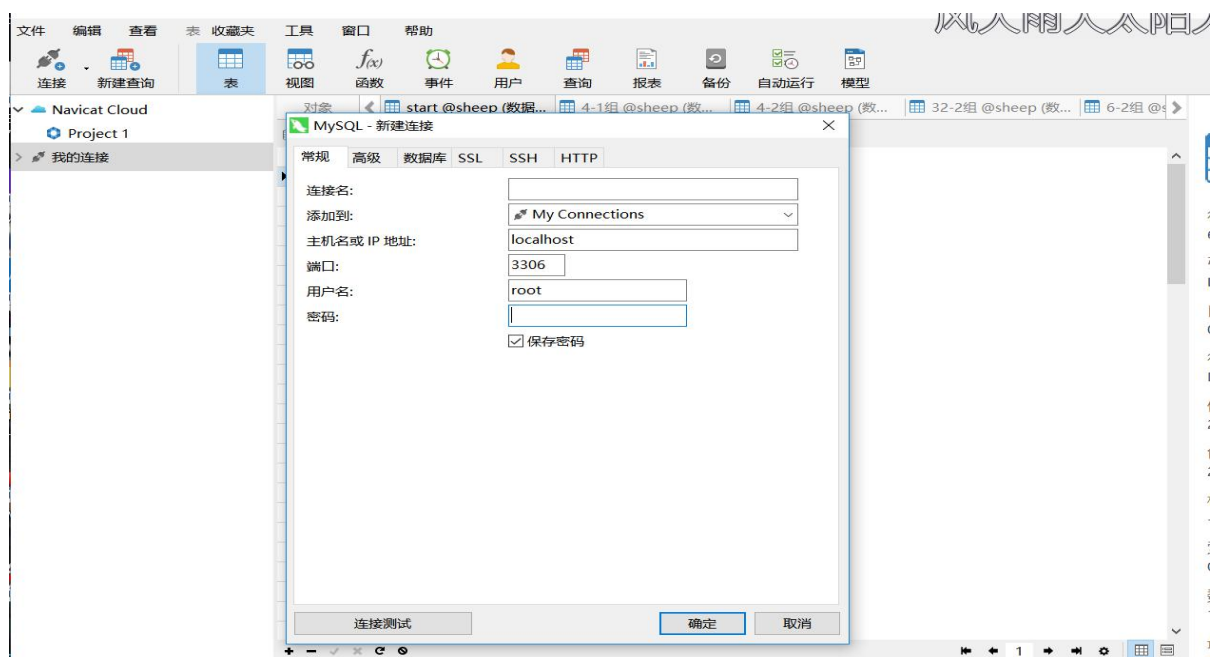 风大雨大太阳
文件 编辑 查看 表 收藏夹 工具 窗口 帮助
连接 新建查询 表 视图 函数 事件 用户 查询 报表 备份 自动运行 模型
f(x)
Navicat Cloud
Project 1
我的连接
对象 start @sheep (数据... 4-1组 @sheep (数... 4-2组 @sheep (数... 32-2组 @sheep (数... 6-2组 @s
MySQL - 新建连接
常规 高级 数据库 SSL SSH HTTP
连接名:
添加到: My Connections
主机名或 IP 地址: localhost
端口: 3306
用户名: root
密码:
保存密码
连接测试 确定 取消
1